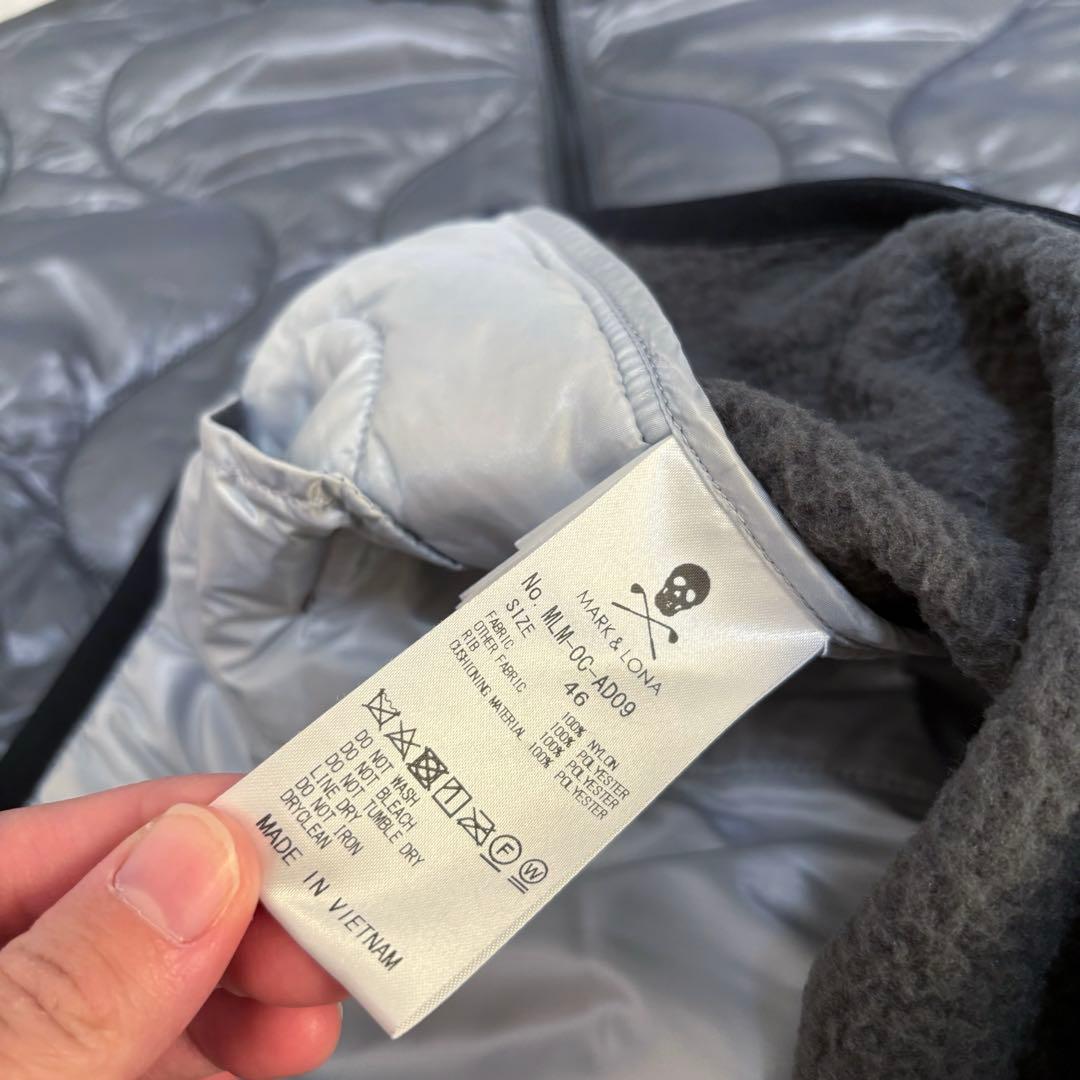 MARK & LONA
No. MLM-0C-AD09
SIZE 46
FABRIC 100% NYLON
OTHER FABRIC 100% POLYESTER
RIB 100% POLYESTER
CUSHIONING MATERIAL 100% POLYESTER
F W
DO NOT WASH
DO NOT BLEACH
DO NOT TUMBLE DRY
LINE DRY
DO NOT IRON
DRYCLEAN
MADE IN VIETNAM